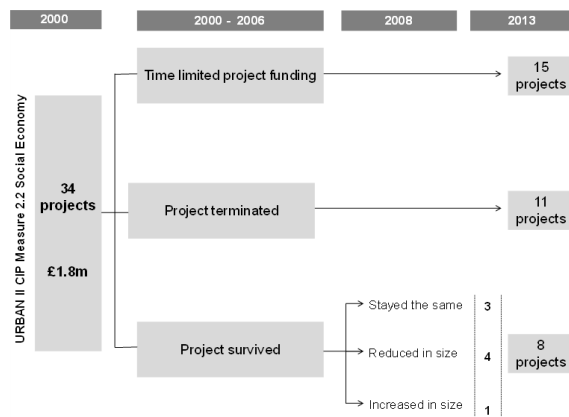 2000
2000 - 2006
2008
2013
URBAN II CIP Measure 2.2 Social Economy
34
projects
£1.8m
Time limited project funding
15
projects
Project terminated
11
projects
Project survived
Stayed the same
3
Reduced in size
4
Increased in size
1
8
projects